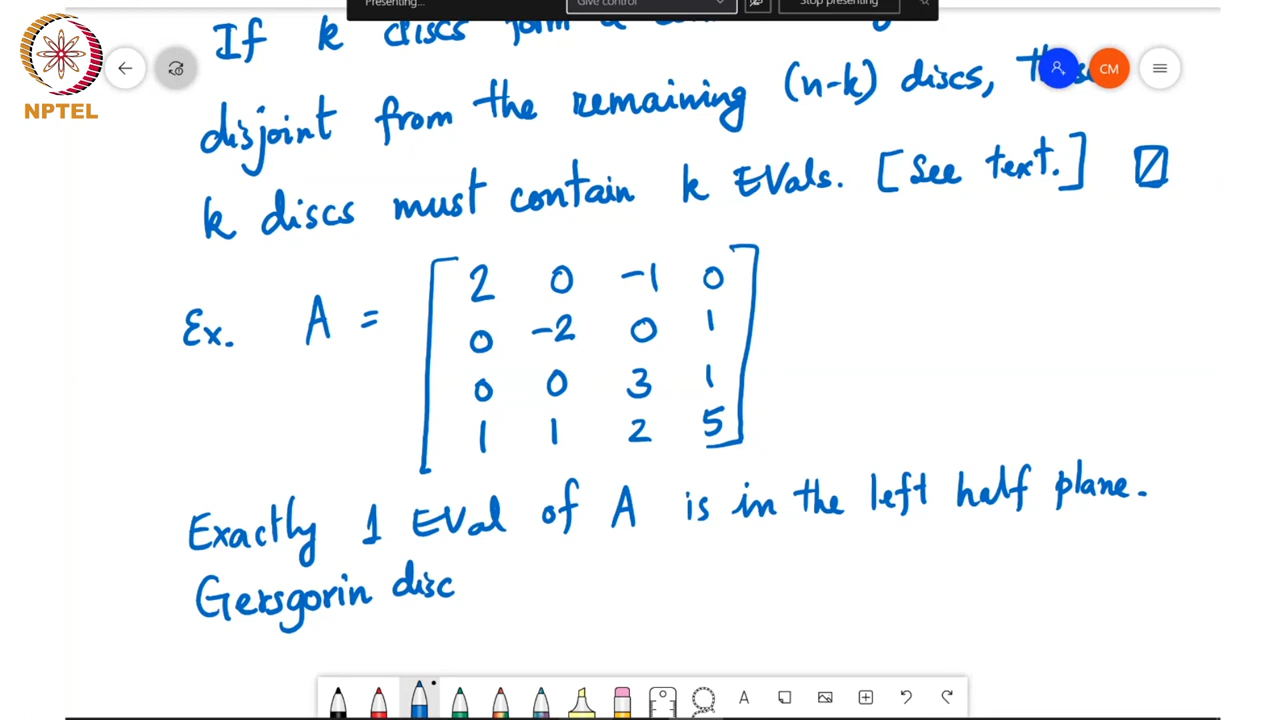 Presenting... Give control Stop presenting
If k discs form a
disjoint from the remaining (n-k) discs, these
k discs must contain k EVals. [See text.]
NPTEL
CM
Ex. A = [2 0 -1 0
0 -2 0 1
0 0 3 1
1 1 2 5]
Exactly 1 EVal of A is in the left half plane.
Gersgorin disc
A